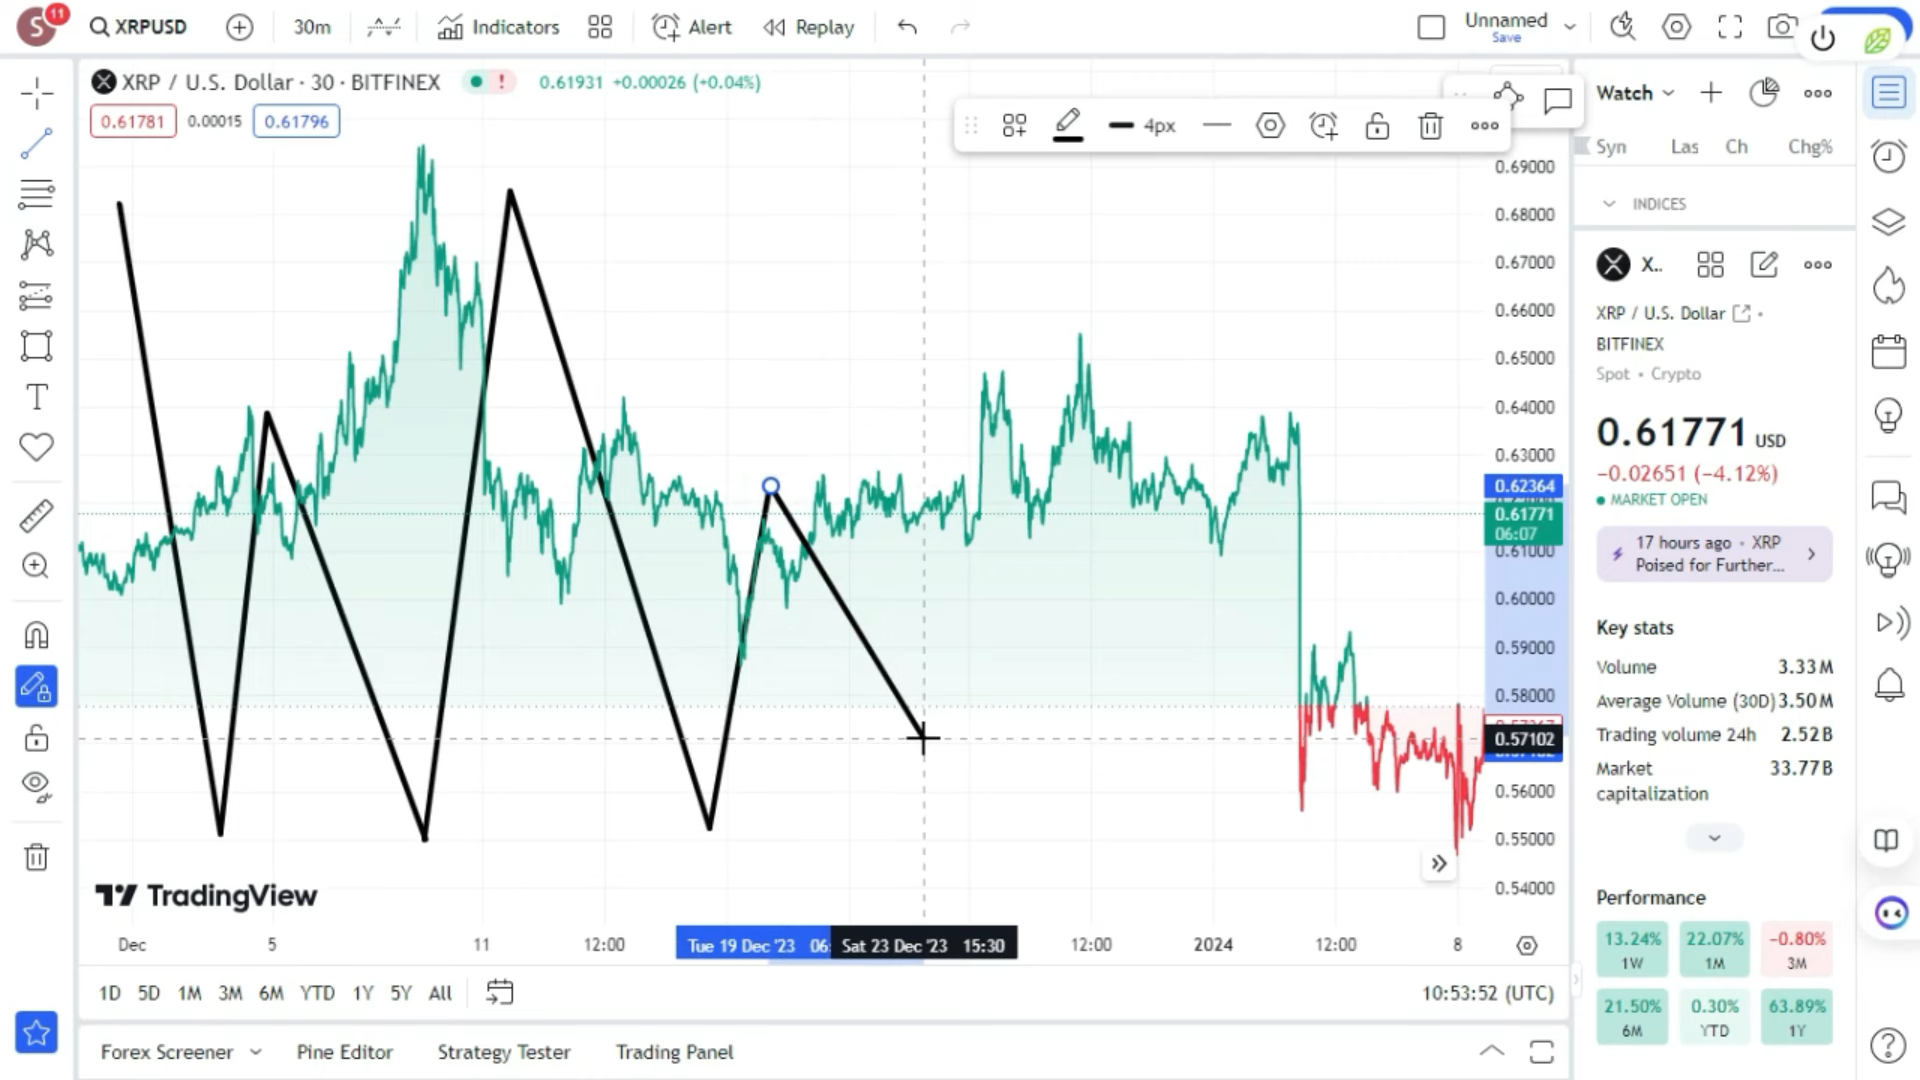 S 11 XRPUSD 30m Indicators Alert Replay Unnamed
Save
XRP / U.S. Dollar · 30 · BITFINEX ! 0.61931 +0.00026 (+0.04%)
0.61781 0.00015 0.61796
4px
0.69000
0.68000
0.67000
0.66000
0.65000
0.64000
0.63000
0.62364
0.61771
06:07
0.61000
0.60000
0.59000
0.58000
0.57102
0.56000
0.55000
0.54000
TradingView
Dec 5 11 12:00 Tue 19 Dec '23 06: Sat 23 Dec '23 15:30 12:00 2024 12:00 8
1D 5D 1M 3M 6M YTD 1Y 5Y All 10:53:52 (UTC)
Forex Screener Pine Editor Strategy Tester Trading Panel
Watch
Syn Las Ch Chg%
INDICES
X..
XRP / U.S. Dollar
BITFINEX
Spot • Crypto
0.61771 USD
−0.02651 (−4.12%)
MARKET OPEN
17 hours ago • XRP
Poised for Further...
Key stats
Volume 3.33M
Average Volume (30D) 3.50M
Trading volume 24h 2.52B
Market 33.77B
capitalization
Performance
13.24% 22.07% −0.80%
1W 1M 3M
21.50% 0.30% 63.89%
6M YTD 1Y